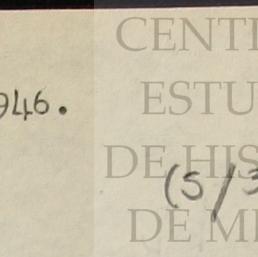 CENT
946.
ESTU
DE HIS
(5/3
DE M